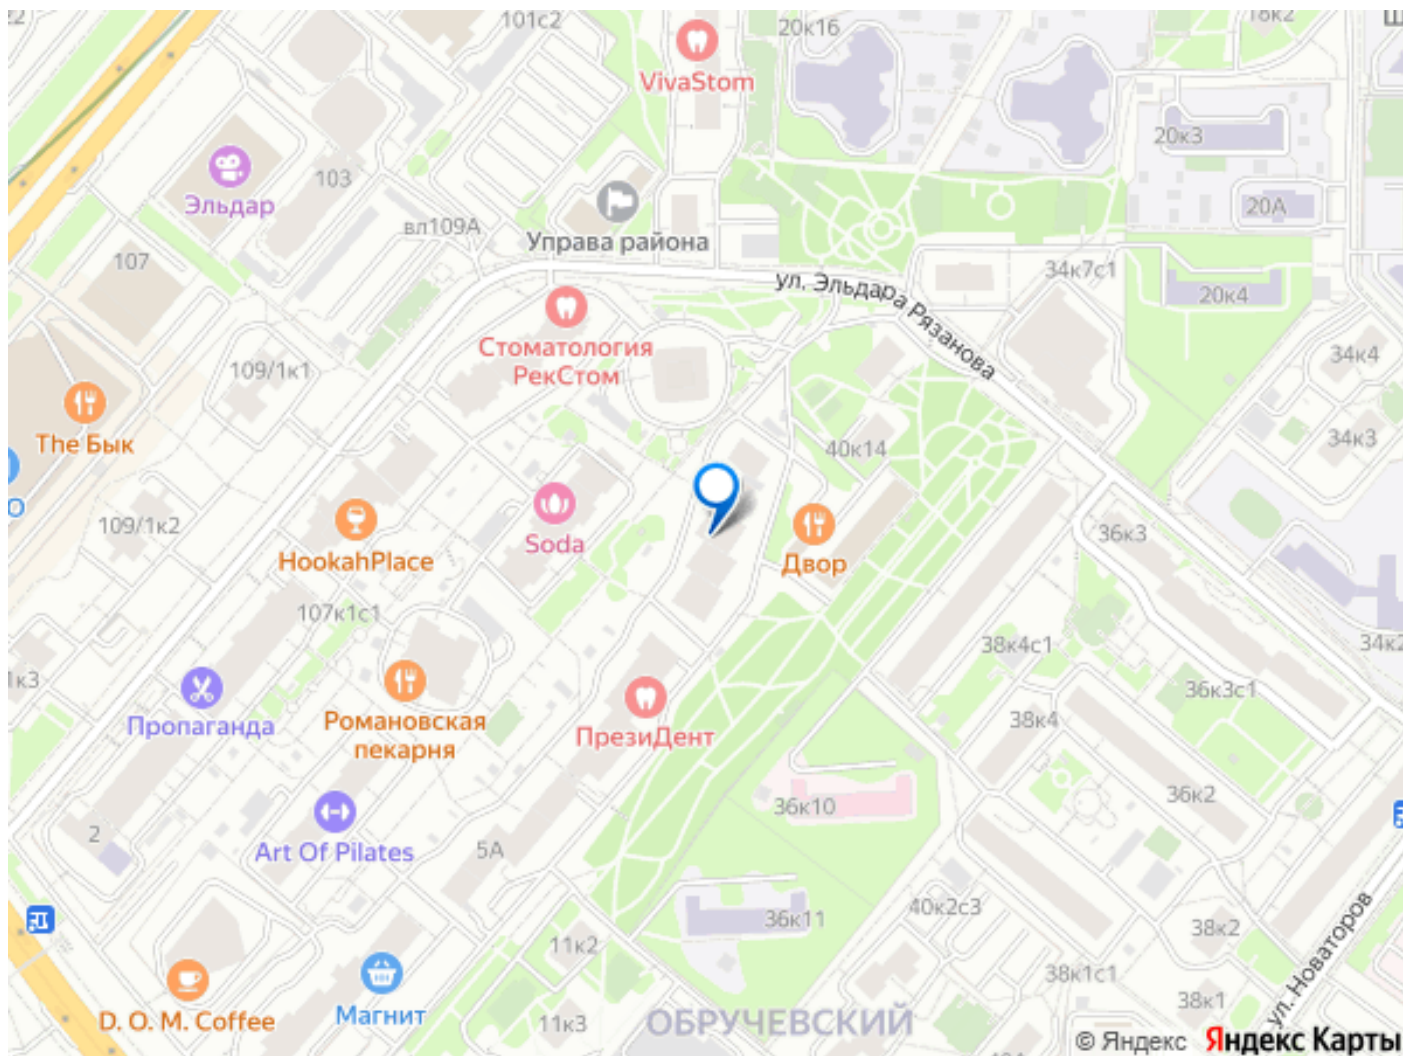 101с2
20к16
18к2
VivaStom
20к3
103
Эльдар
20А
вл109А
Управа района
107
34к7с1
ул. Эльдара Рязанова
20к4
Стоматология
РекСтом
34к4
109/1к1
The Бык
40к14
34к3
109/1к2
HookahPlace
Soda
Двор
36к3
107к1с1
38к4с1
1к3
Пропаганда
Романовская
пекарня
ПрезиДент
36к3с1
38к4
36к10
36к2
2
Art Of Pilates
5А
36к11
40к2с3
11к2
38к2
ул. Новаторов
38к1с1
38к1
D. O. M. Coffee
Магнит
11к3
ОБРУЧЕВСКИЙ
© Яндекс Яндекс Карты